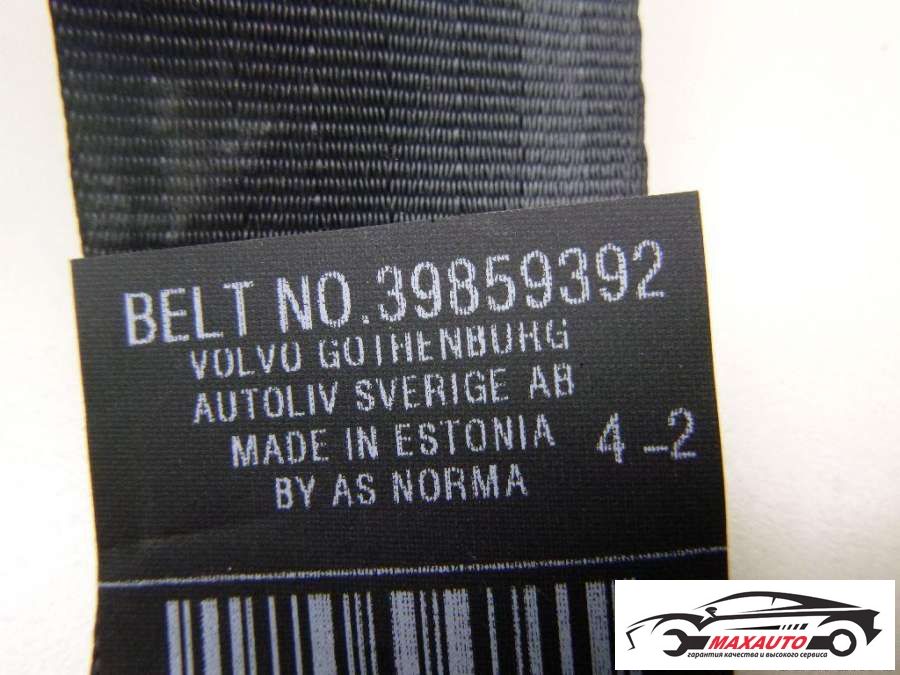 BELT NO.39859392
VOLVO GOTHENBURG
AUTOLIV SVERIGE AB
MADE IN ESTONIA 4-2
BY AS NORMA
MAXAUTO
гарантия качества и высокого сервиса